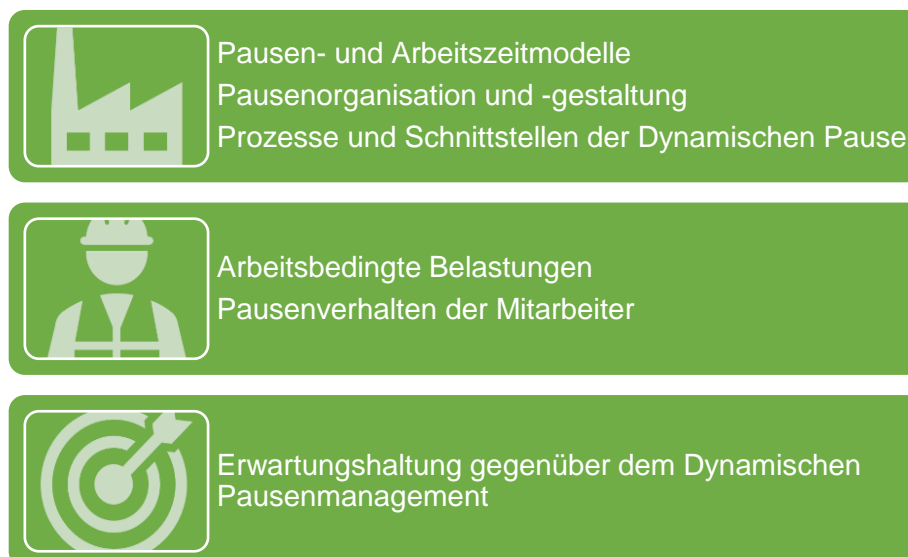 Pausen- und Arbeitszeitmodelle
Pausenorganisation und -gestaltung
Prozesse und Schnittstellen der Dynamischen Pause
Arbeitsbedingte Belastungen
Pausenverhalten der Mitarbeiter
Erwartungshaltung gegenüber dem Dynamischen
Pausenmanagement